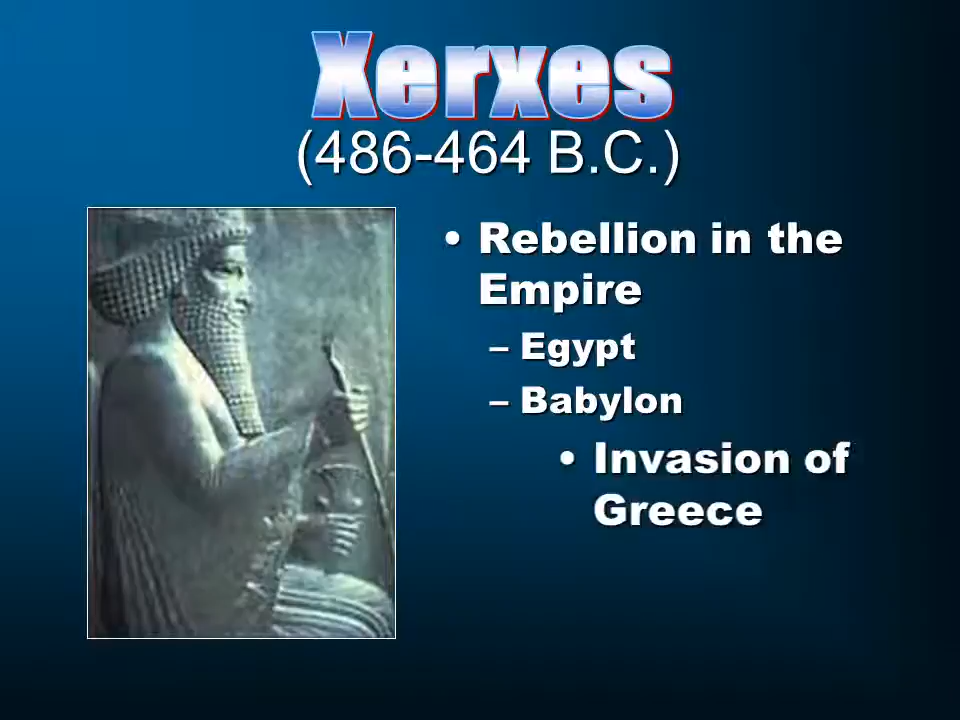 Xerxes
(486-464 B.C.)
• Rebellion in the
Empire
– Egypt
– Babylon
• Invasion of
Greece